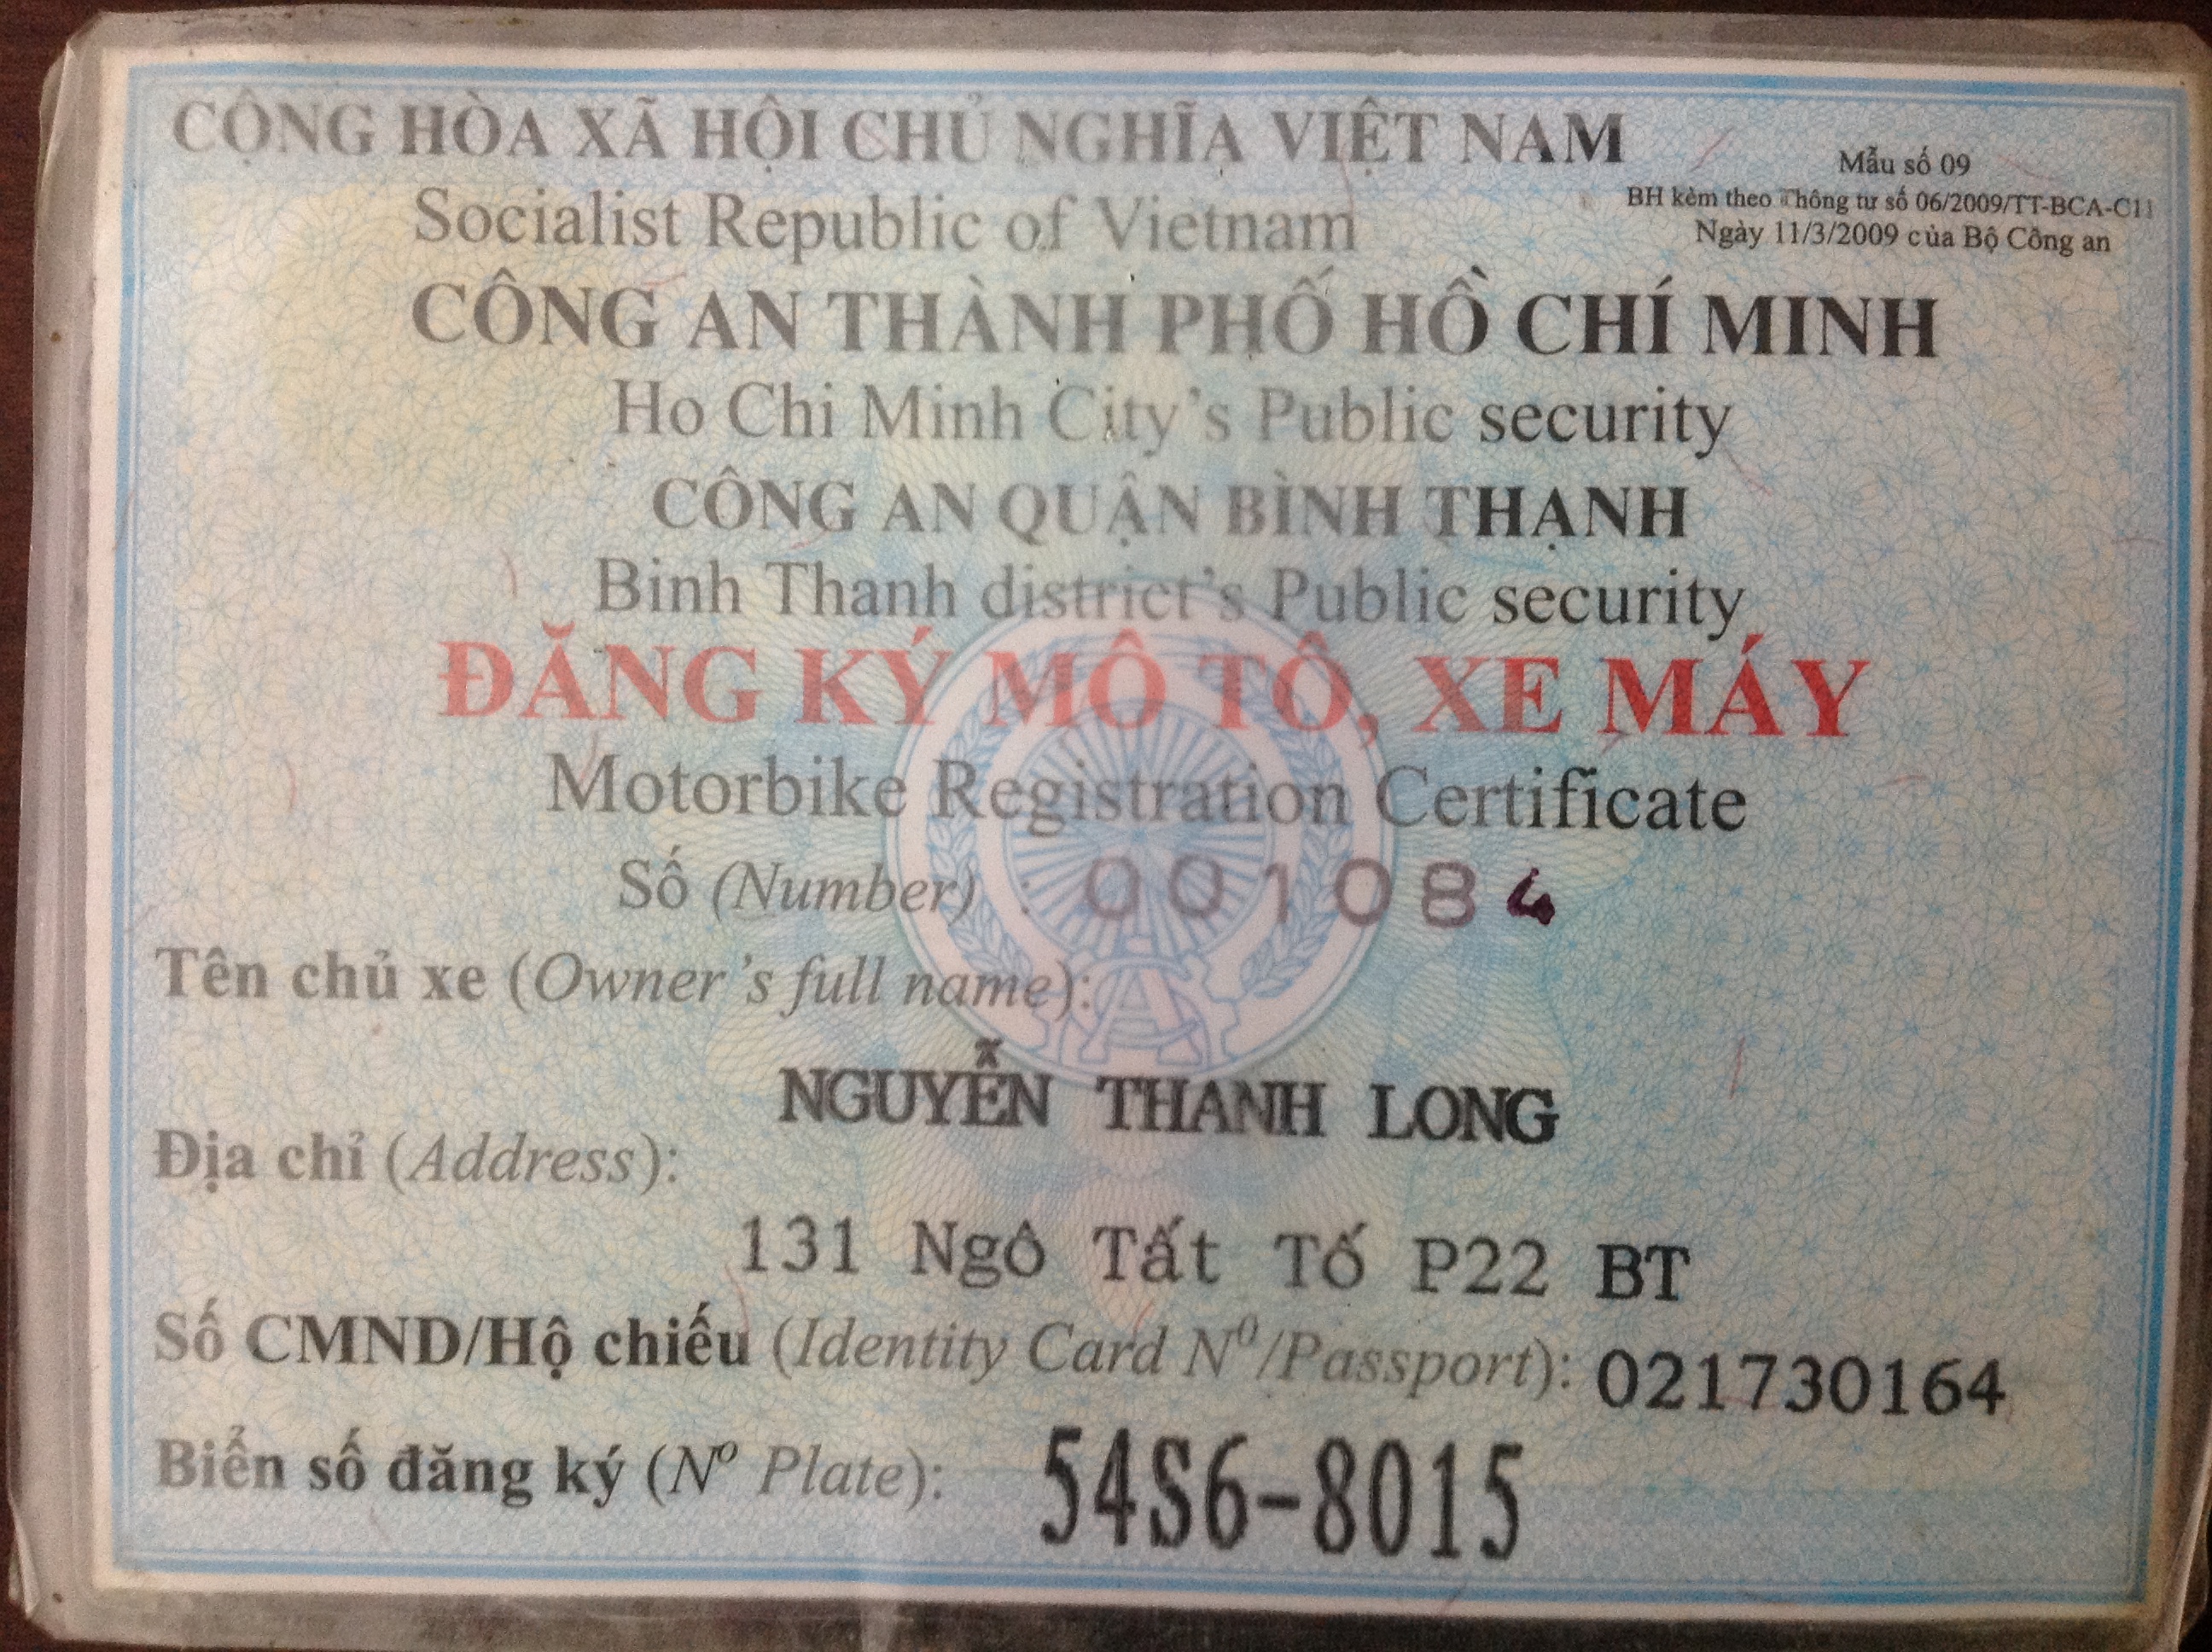 CỘNG HÒA XÃ HỘI CHỦ NGHĨA VIỆT NAM
Mẫu số 09
BH kèm theo Thông tư số 06/2009/TT-BCA-C11
Ngày 11/3/2009 của Bộ Công an
Socialist Republic of Vietnam
CÔNG AN THÀNH PHỐ HỒ CHÍ MINH
Ho Chi Minh City's Public security
CÔNG AN QUẬN BÌNH THẠNH
Binh Thanh district's Public security
ĐĂNG KÝ MÔ TÔ, XE MÁY
Motorbike Registration Certificate
Số (Number) : 001084
Tên chủ xe (Owner's full name):
NGUYỄN THANH LONG
Địa chỉ (Address):
131 Ngô Tất Tố P22 BT
Số CMND/Hộ chiếu (Identity Card Nº/Passport): 021730164
Biển số đăng ký (Nº Plate): 54S6-8015